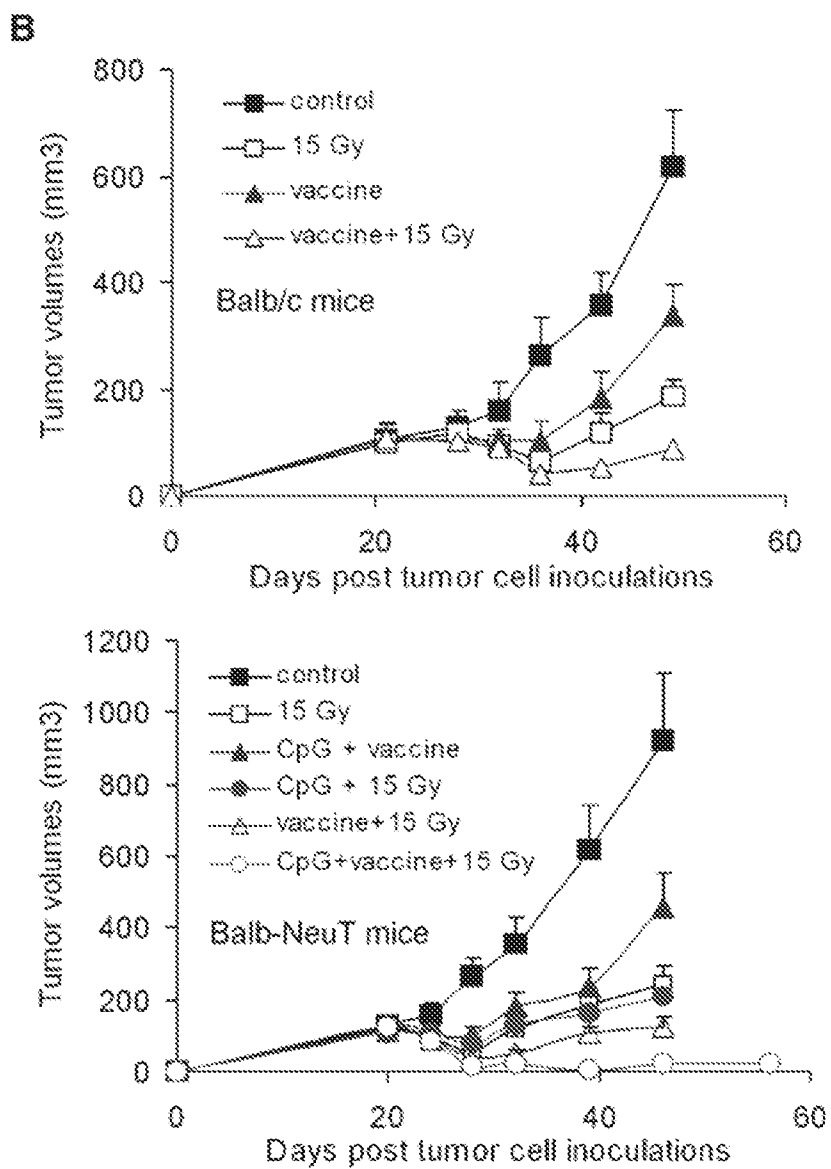 B
800
600
400
200
0
Tumor volumes (mm3)
control
15 Gy
vaccine
vaccine+15 Gy
Balb/c mice
0 20 40 60
Days post tumor cell inoculations
1200
1000
800
600
400
200
0
Tumor volumes (mm3)
control
15 Gy
CpG + vaccine
CpG + 15 Gy
vaccine+15 Gy
CpG+vaccine+15 Gy
Balb-NeuT mice
0 20 40 60
Days post tumor cell inoculations